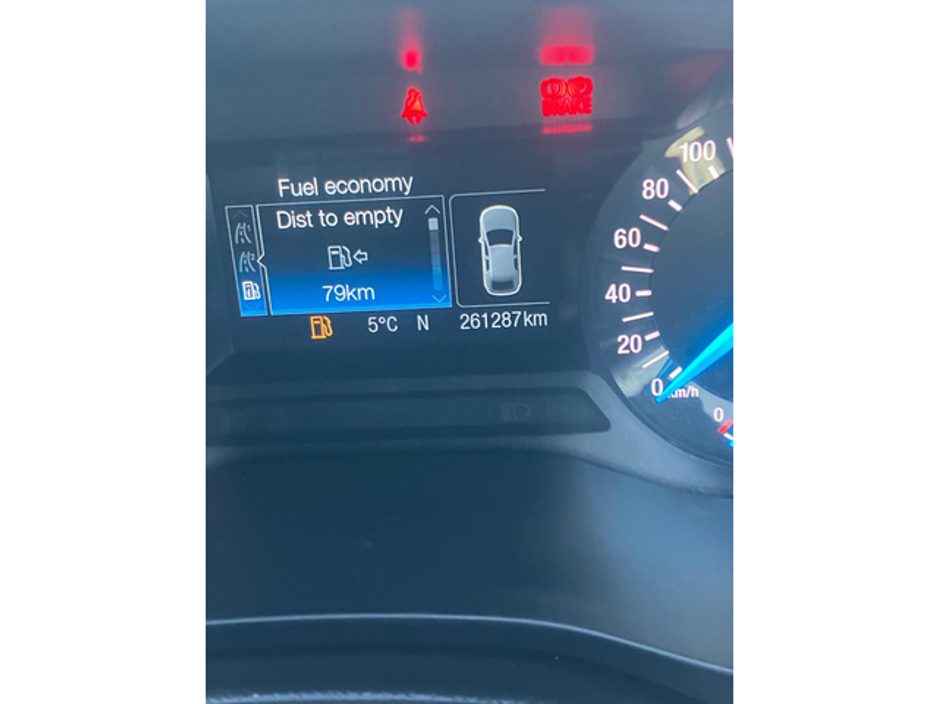 BRAKE
Fuel economy
Dist to empty
79km
5°C N 261287km
100
80
60
40
20
0 km/h
0